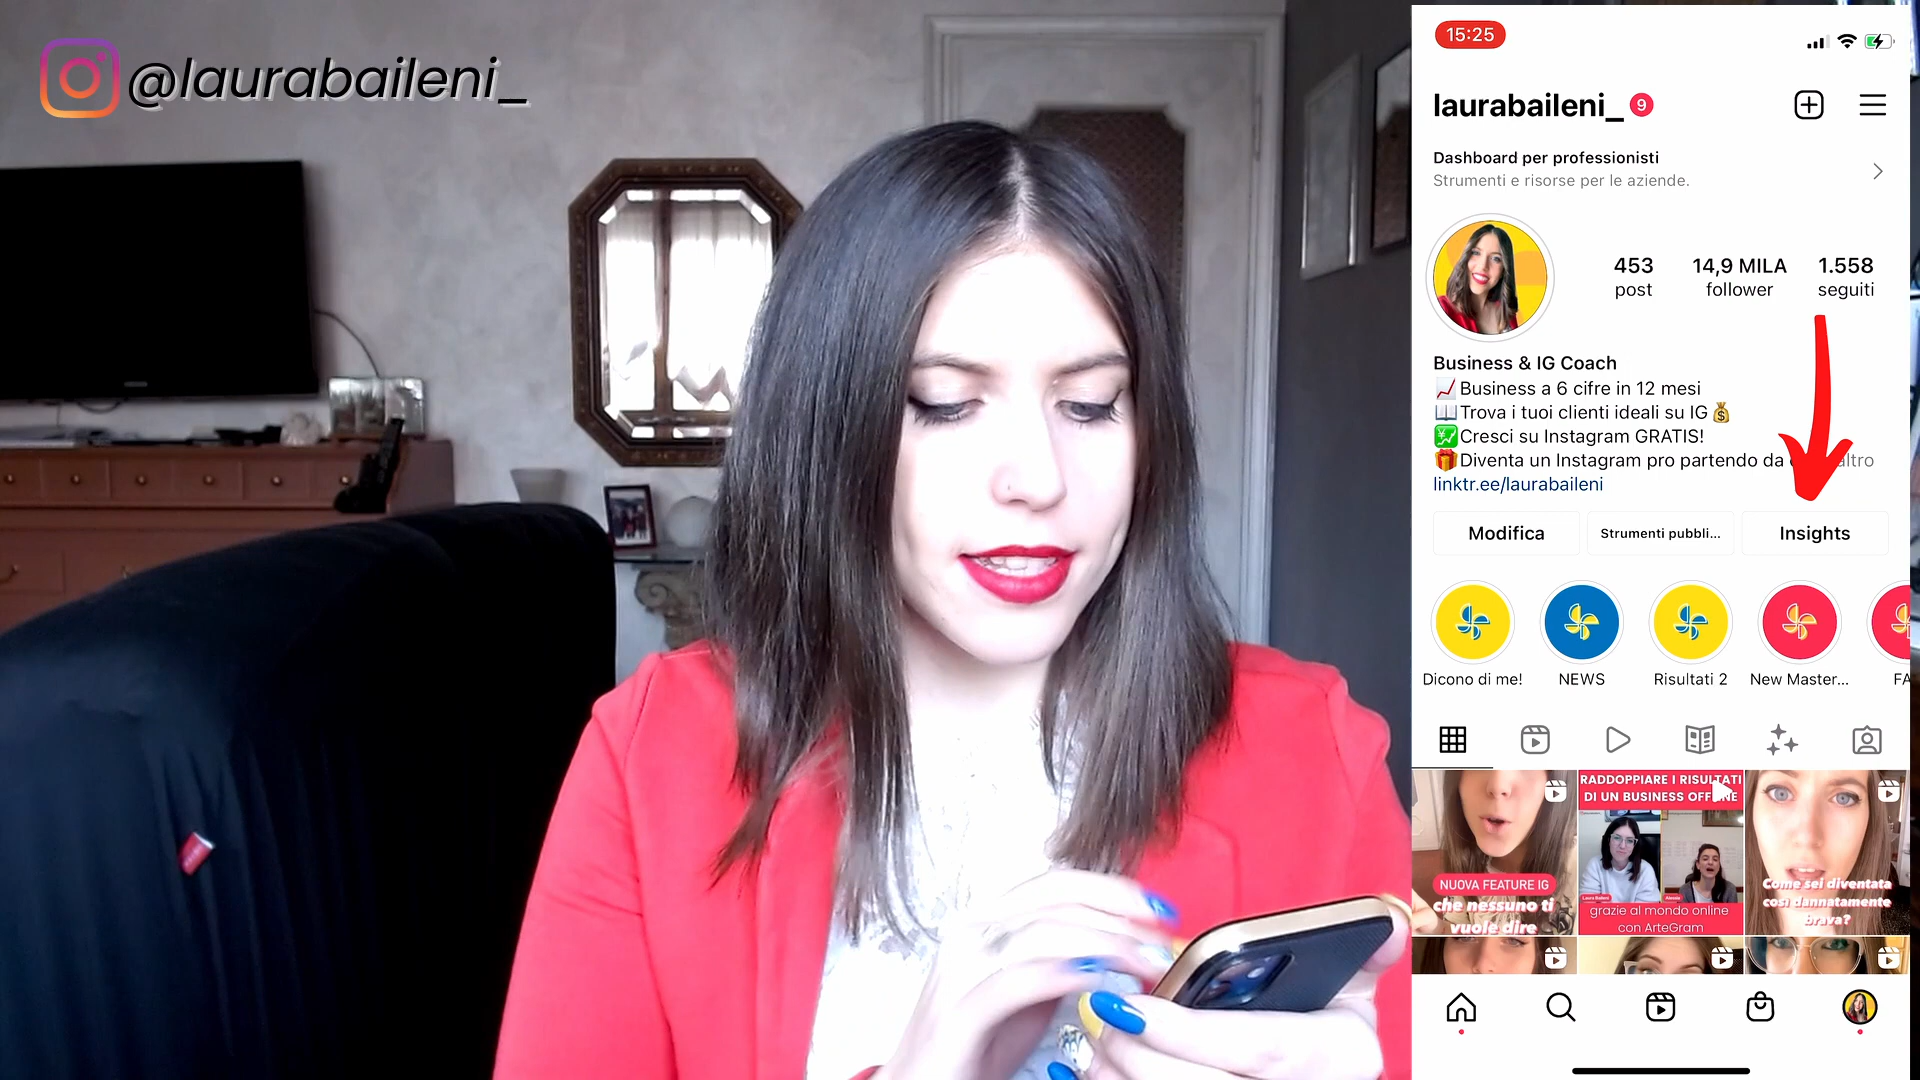 @laurabaileni_
15:25
laurabaileni_ 9
Dashboard per professionisti
Strumenti e risorse per le aziende.
453
post
14,9 MILA
follower
1.558
seguiti
Business & IG Coach
Business a 6 cifre in 12 mesi
Trova i tuoi clienti ideali su IG
Cresci su Instagram GRATIS!
Diventa un Instagram pro partendo da altro
linktr.ee/laurabaileni
Modifica
Strumenti pubbli...
Insights
Dicono di me!
NEWS
Risultati 2
New Master...
FA
NUOVA FEATURE IG
che nessuno ti
vuole dire
RADDOPPIARE I RISULTATI
DI UN BUSINESS OFFLINE
grazie al mondo online
con ArteGram
Come sei diventata
così dannatamente
brava?